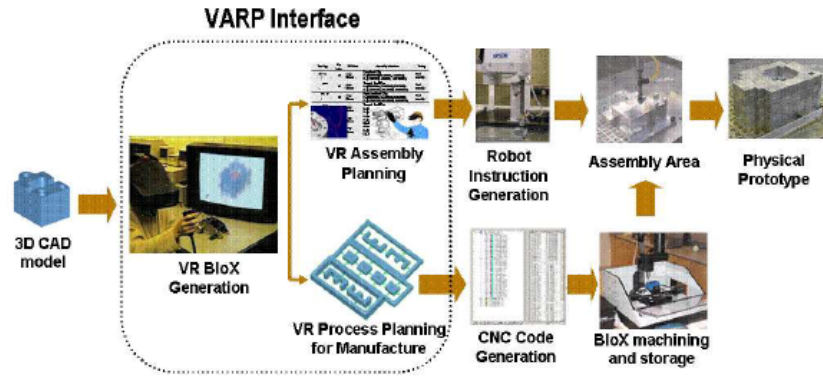 VARP Interface
VR Assembly
Planning
Robot
Instruction
Generation
Assembly Area
Physical
Prototype
3D CAD
model
VR BloX
Generation
VR Process Planning
for Manufacture
CNC Code
Generation
BloX machining
and storage